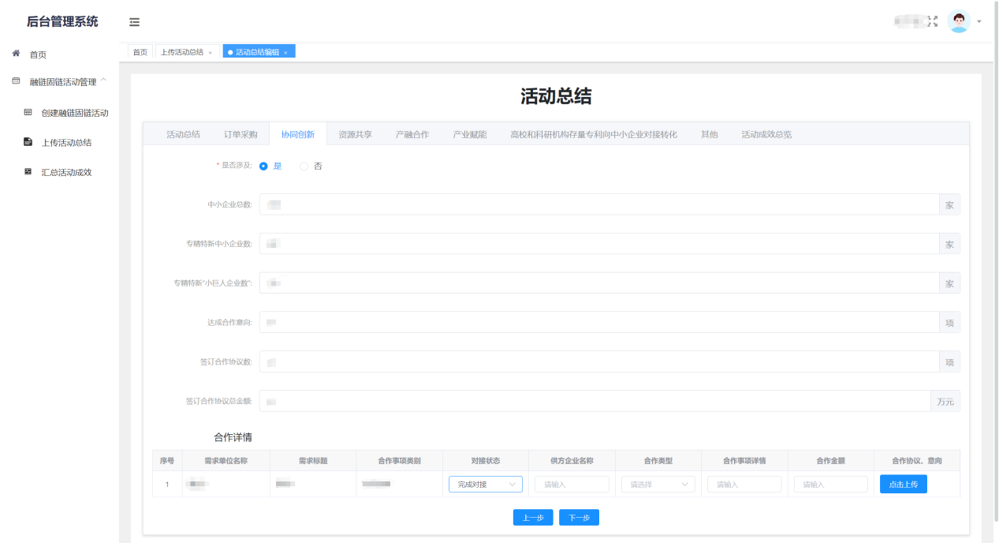 后台管理系统
首页
融链固链活动管理
创建融链固链活动
上传活动总结
汇总活动成效
首页 上传活动总结 × 活动总结编辑 ×
活动总结
活动总结 订单采购 协同创新 资源共享 产融合作 产业赋能 高校和科研机构存量专利向中小企业对接转化 其他 活动成效总览
* 是否涉及: 是 否
中小企业总数: 家
专精特新中小企业数: 家
专精特新"小巨人企业数": 家
达成合作意向: 项
签订合作协议数: 项
签订合作协议总金额: 万元
合作详情
序号 需求单位名称 需求标题 合作事项类别 对接状态 供方企业名称 合作类型 合作事项详情 合作金额 合作协议、意向
1 完成对接 请输入 请选择 请输入 请输入 点击上传
上一步 下一步